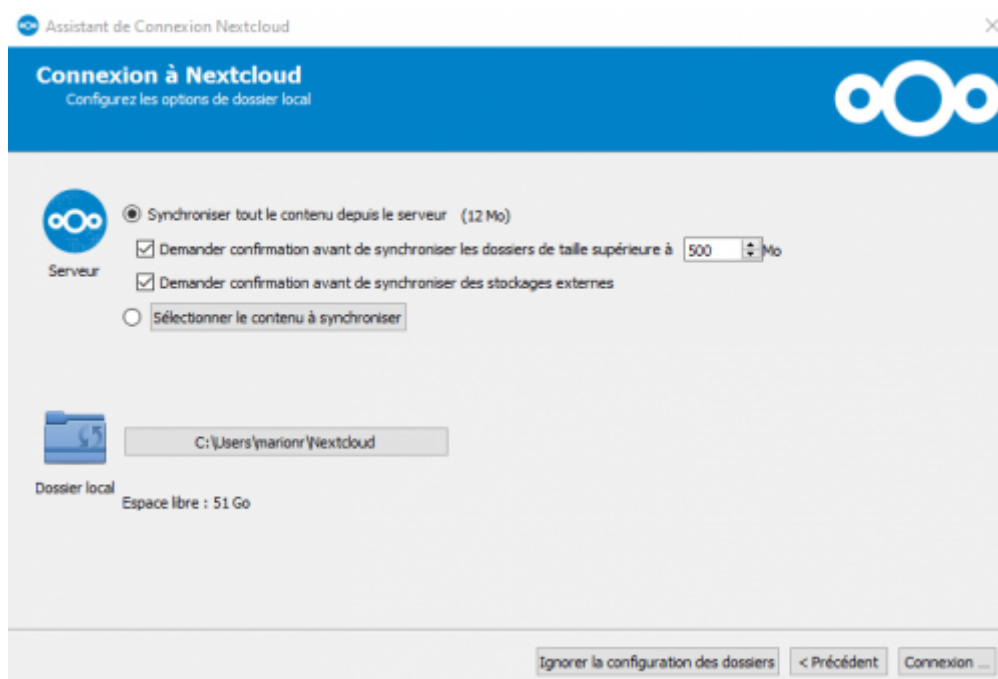 Assistant de Connexion Nextcloud
Connexion à Nextcloud
Configurez les options de dossier local
Synchroniser tout le contenu depuis le serveur (12 Mo)
Demander confirmation avant de synchroniser les dossiers de taille supérieure à 500 Mo
Serveur
Demander confirmation avant de synchroniser des stockages externes
Sélectionner le contenu à synchroniser
C:\Users\marionr\Nextcloud
Dossier local
Espace libre : 51 Go
Ignorer la configuration des dossiers < Précédent Connexion ...